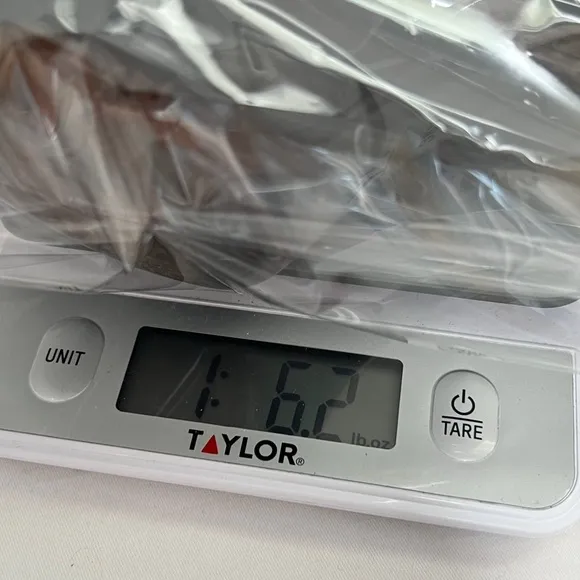 UNIT
1: 6.2 lb.oz
TARE
TAYLOR®